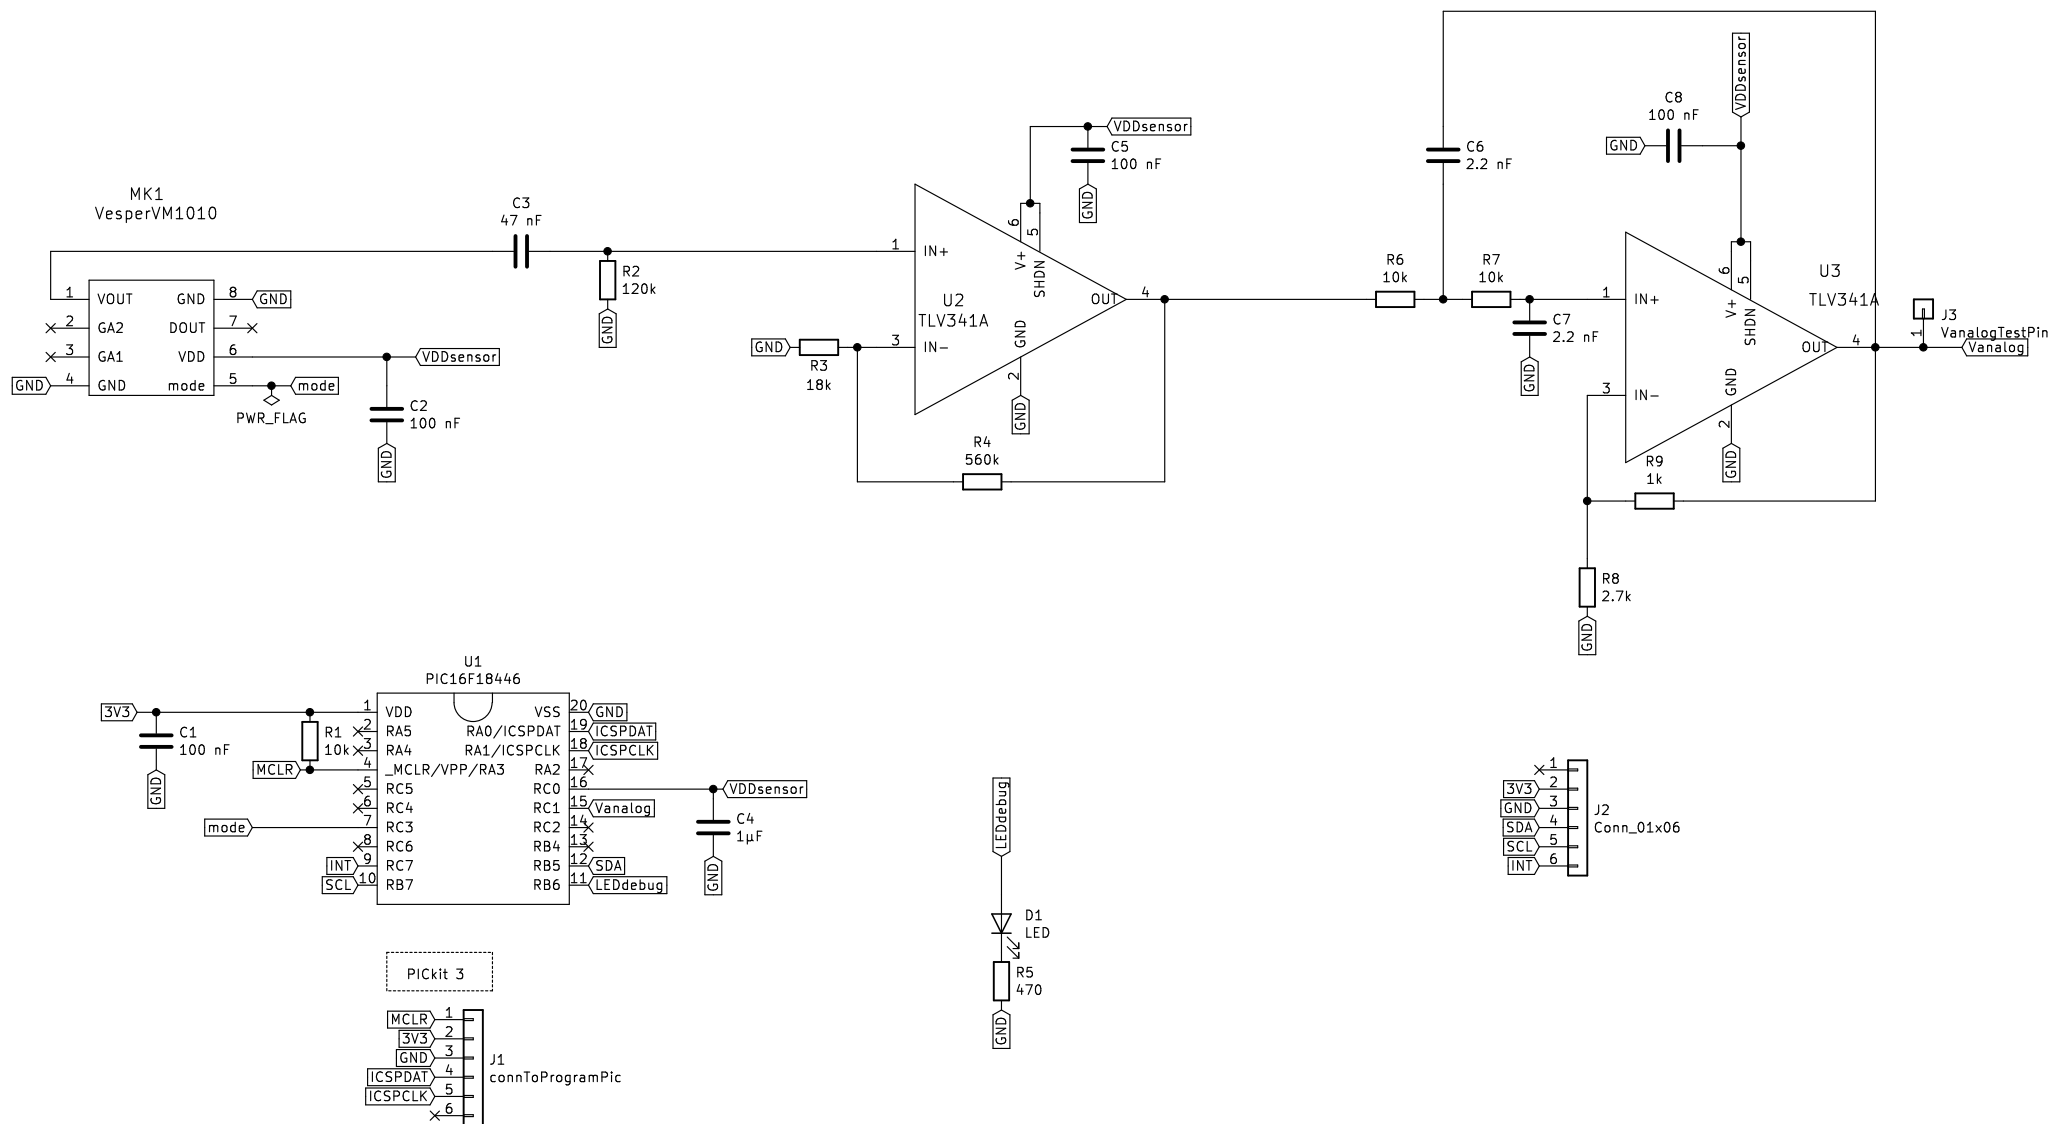 MK1
VesperVM1010
1 VOUT GND 8 GND
2 GA2 DOUT 7
3 GA1 VDD 6 VDDsensor
GND 4 GND mode 5 mode
PWR_FLAG
C2
100 nF
GND
C3
47 nF
R2
120k
GND
VDDsensor
C5
100 nF
GND
6
5
1 IN+
V+
SHDN
U2
TLV341A
OUT 4
GND
R3
18k
3 IN-
GND
2
GND
R4
560k
R6
10k
R7
10k
C6
2.2 nF
C7
2.2 nF
GND
VDDsensor
C8
100 nF
GND
6
5
U3
TLV341A
1 IN+
V+
SHDN
OUT 4
GND
3 IN-
2
GND
R9
1k
R8
2.7k
GND
J3
VanalogTestPin
1
Vanalog
U1
PIC16F18446
3V3
C1
100 nF
GND
R1
10k
MCLR
mode
INT
SCL
1 VDD VSS 20 GND
2 RA5 RA0/ICSPDAT 19 ICSPDAT
3 RA4 RA1/ICSPCLK 18 ICSPCLK
4 _MCLR/VPP/RA3 RA2 17
5 RC5 RC0 16 VDDsensor
6 RC4 RC1 15 Vanalog
7 RC3 RC2 14
8 RC6 RB4 13
9 RC7 RB5 12 SDA
10 RB7 RB6 11 LEDdebug
C4
1µF
GND
LEDdebug
D1
LED
R5
470
GND
1
3V3 2
GND 3
SDA 4
SCL 5
INT 6
J2
Conn_01x06
PICkit 3
MCLR 1
3V3 2
GND 3
ICSPDAT 4
ICSPCLK 5
6
J1
connToProgramPic